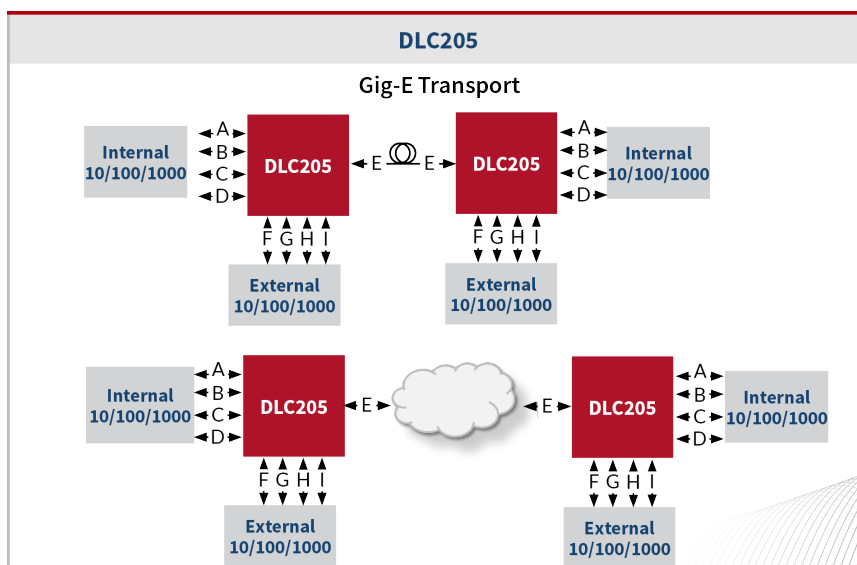 DLC205
Gig-E Transport
Internal
10/100/1000
A
B
C
D
DLC205
E
E
DLC205
A
B
C
D
Internal
10/100/1000
F G H I
External
10/100/1000
F G H I
External
10/100/1000
Internal
10/100/1000
A
B
C
D
DLC205
E
E
DLC205
A
B
C
D
Internal
10/100/1000
F G H I
External
10/100/1000
F G H I
External
10/100/1000